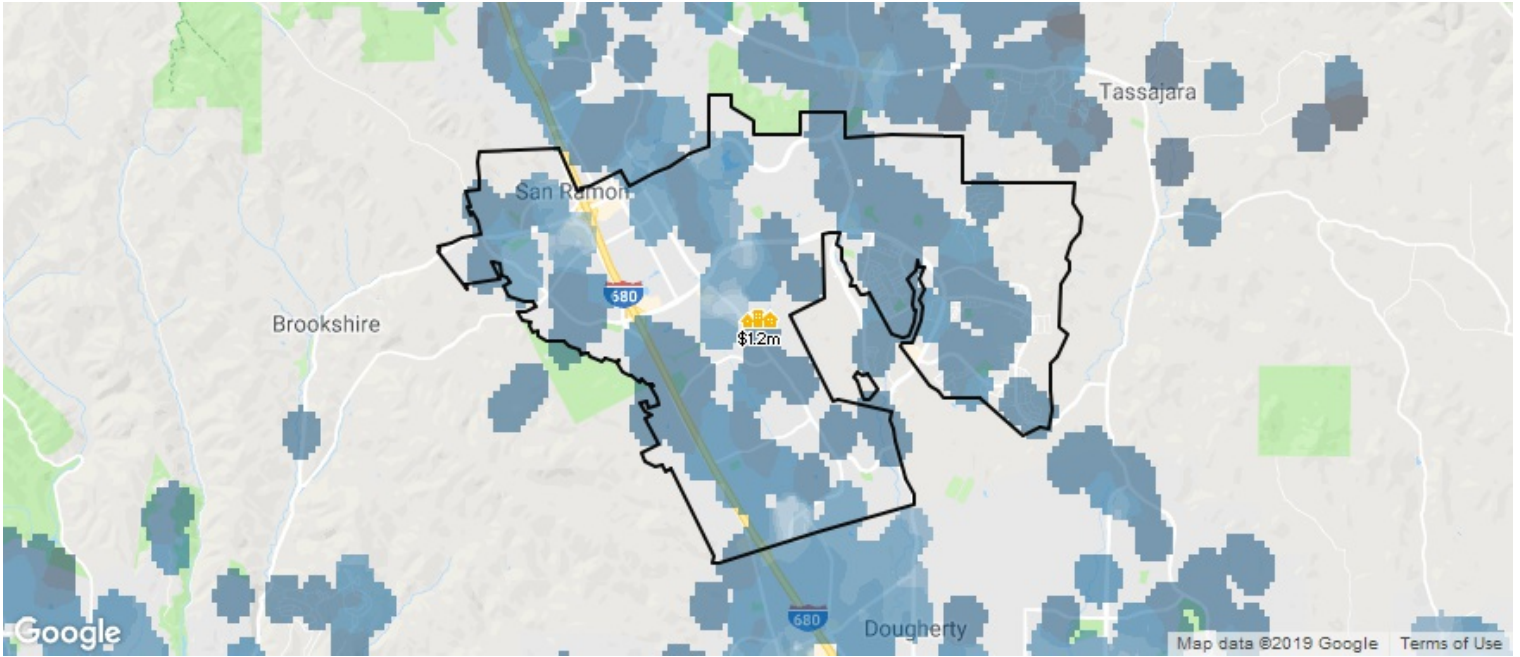 Tassajara
San Ramon
680
Brookshire
$1.2m
680
Dougherty
Google
Map data ©2019 Google
Terms of Use